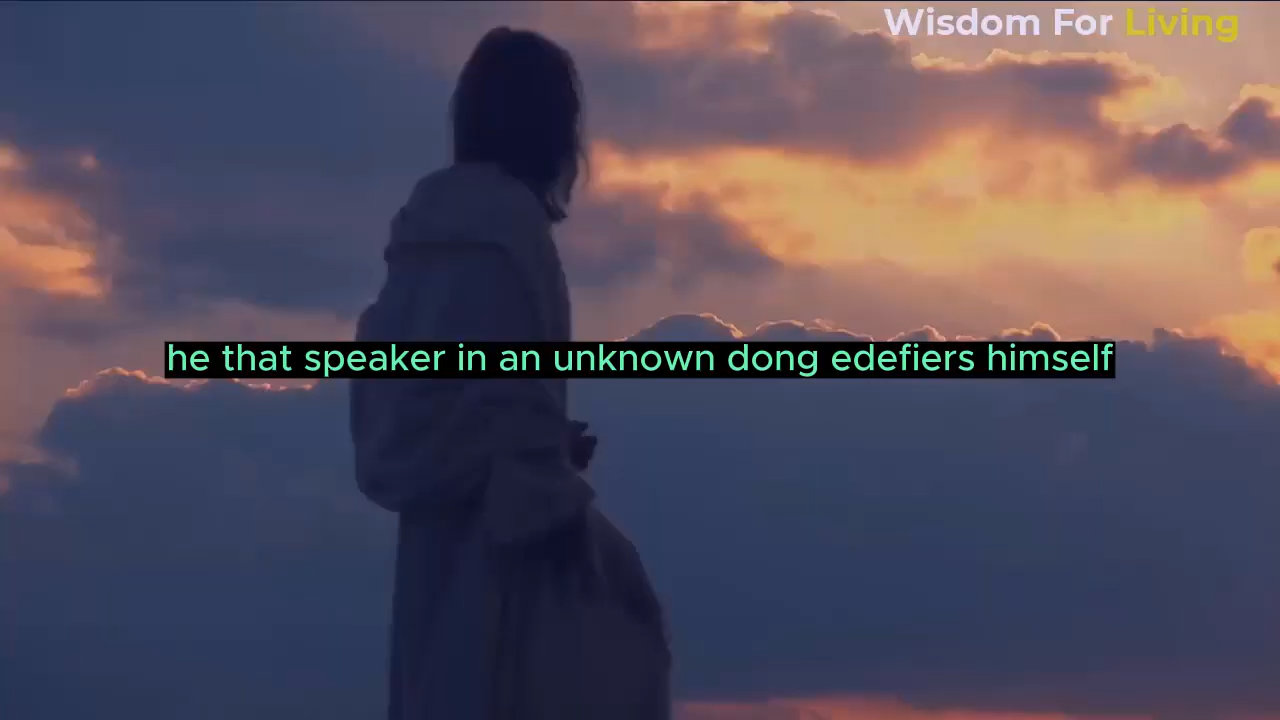 Wisdom For Living
he that speaker in an unknown dong edefiers himself